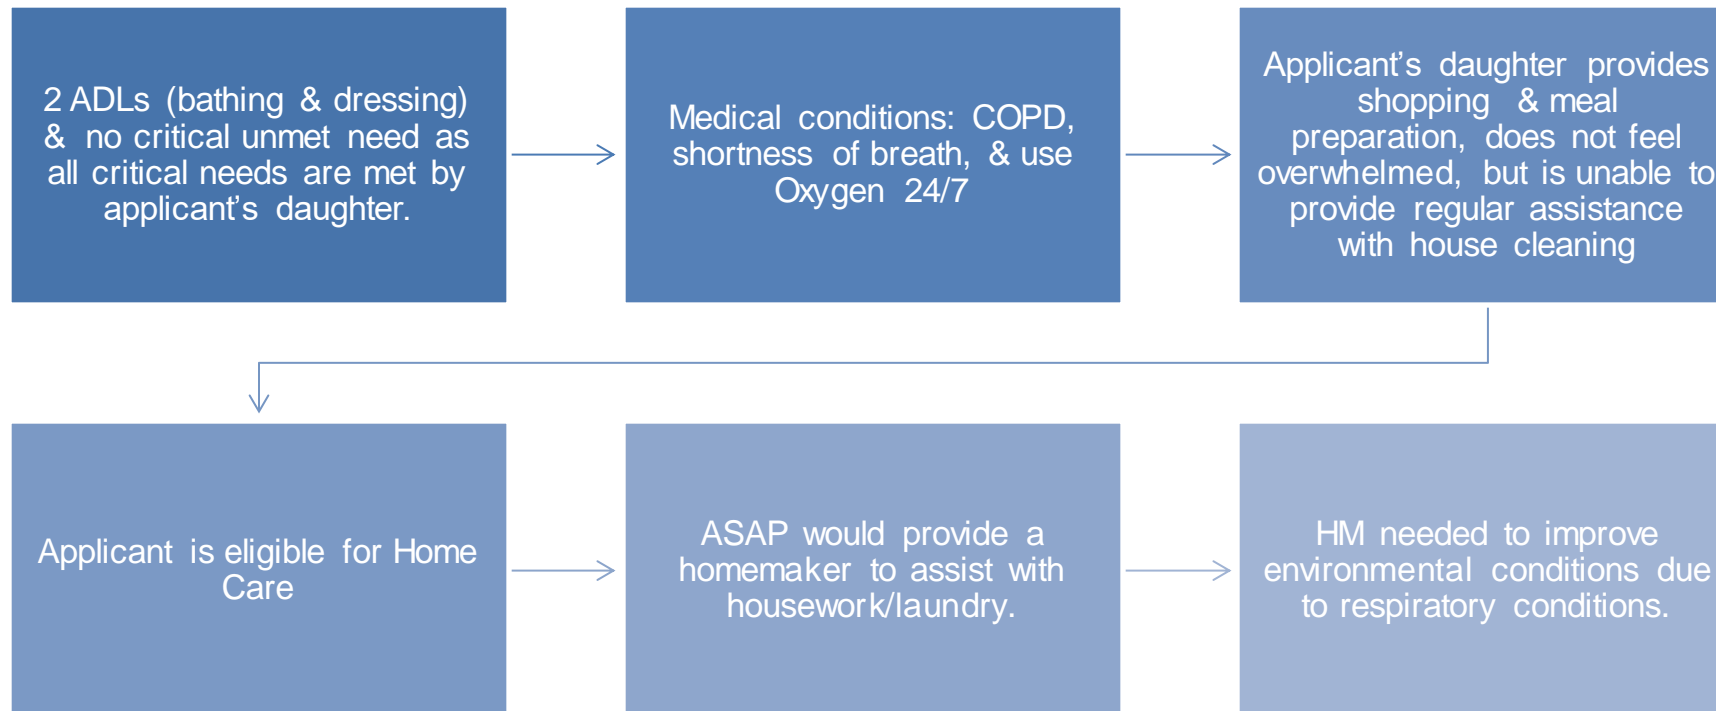 2 ADLs (bathing & dressing)
& no critical unmet need as
all critical needs are met by
applicant’s daughter.
Medical conditions: COPD,
shortness of breath, & use
Oxygen 24/7
Applicant’s daughter provides
shopping & meal
preparation, does not feel
overwhelmed, but is unable to
provide regular assistance
with house cleaning
Applicant is eligible for Home
Care
ASAP would provide a
homemaker to assist with
housework/laundry.
HM needed to improve
environmental conditions due
to respiratory conditions.